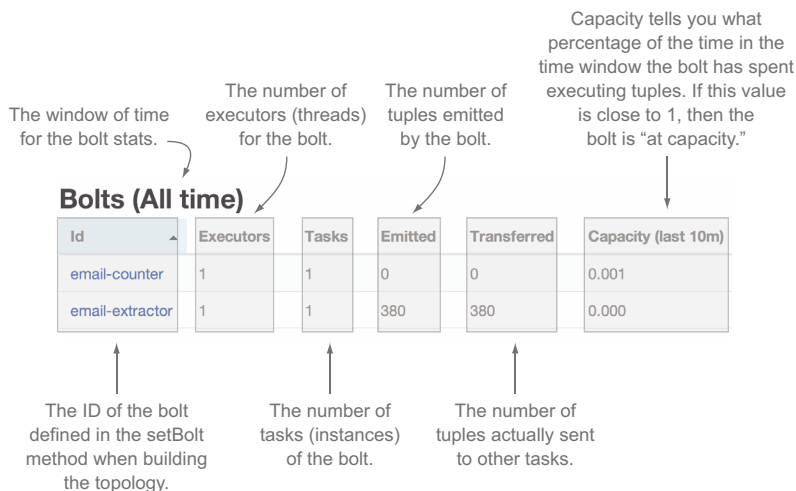 Capacity tells you what
percentage of the time in the
time window the bolt has spent
executing tuples. If this value
is close to 1, then the
bolt is “at capacity.”
The number of
executors (threads)
for the bolt.
The number of
tuples emitted
by the bolt.
The window of time
for the bolt stats.
Bolts (All time)
Id Executors Tasks Emitted Transferred Capacity (last 10m)
email-counter 1 1 0 0 0.001
email-extractor 1 1 380 380 0.000
The ID of the bolt
defined in the setBolt
method when building
the topology.
The number of
tasks (instances)
of the bolt.
The number of
tuples actually sent
to other tasks.